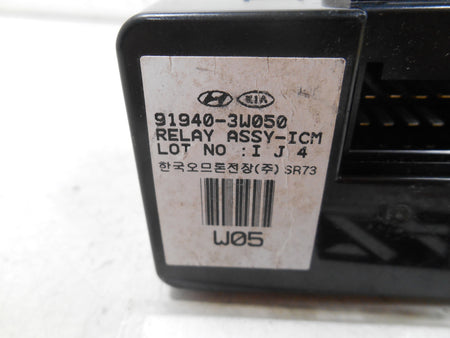 KIA
91940-3W050
RELAY ASSY-ICM
LOT NO :I J 4
한국오므론전장(주) SR73
W05